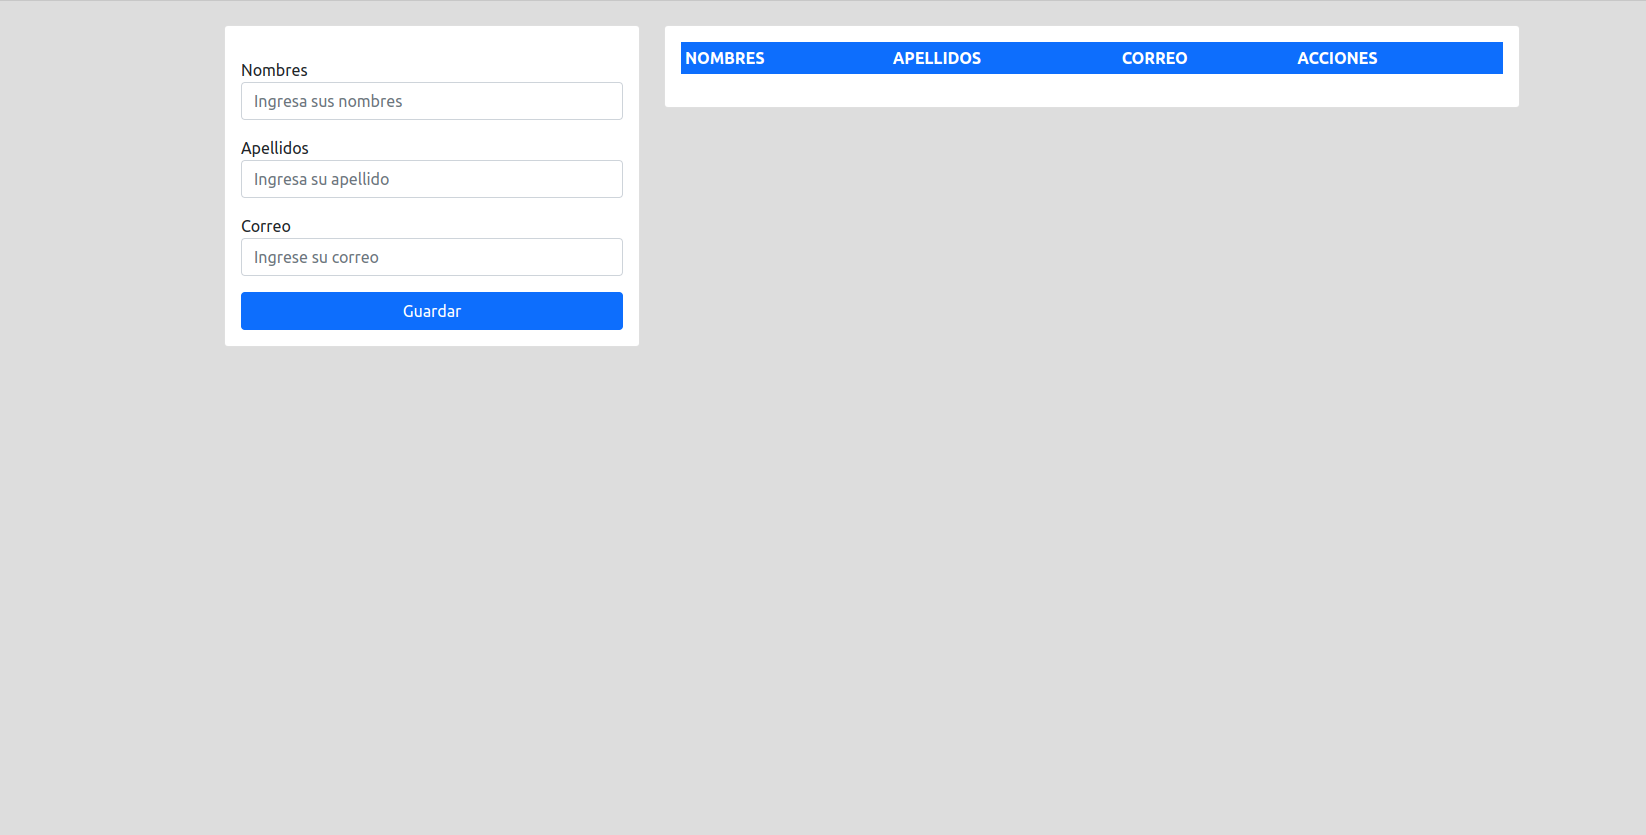 Nombres
Ingresa sus nombres
Apellidos
Ingresa su apellido
Correo
Ingrese su correo
Guardar
NOMBRES APELLIDOS CORREO ACCIONES